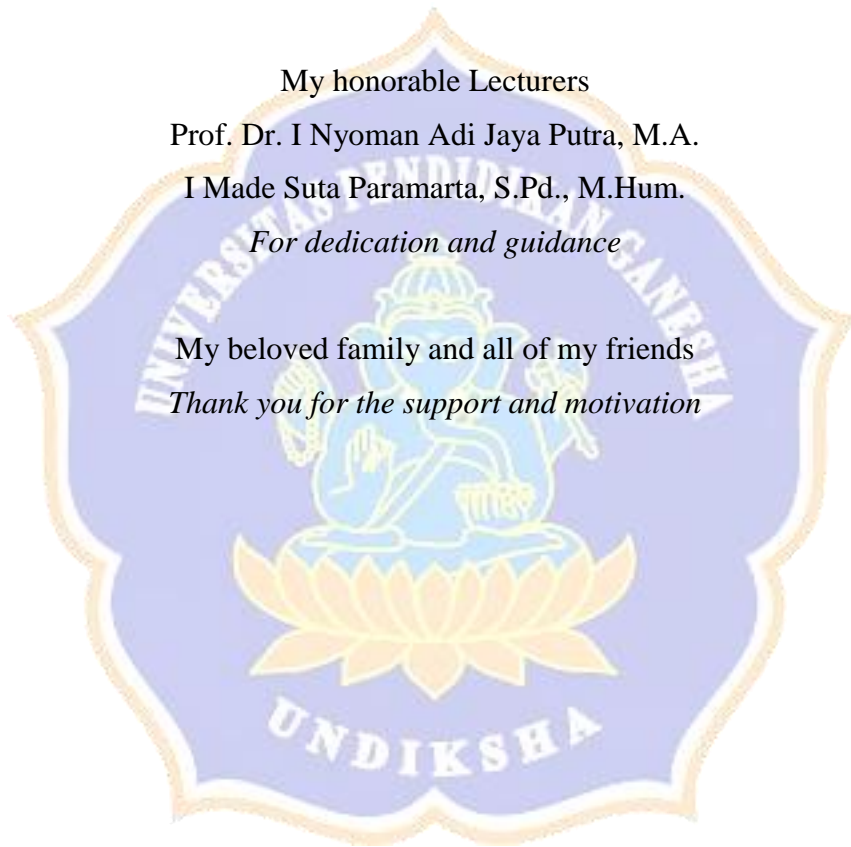 My honorable Lecturers
Prof. Dr. I Nyoman Adi Jaya Putra, M.A.
I Made Suta Paramarta, S.Pd., M.Hum.
For dedication and guidance
My beloved family and all of my friends
Thank you for the support and motivation
UNIVERSITAS PENDIDIKAN GANESHA
UNDIKSHA